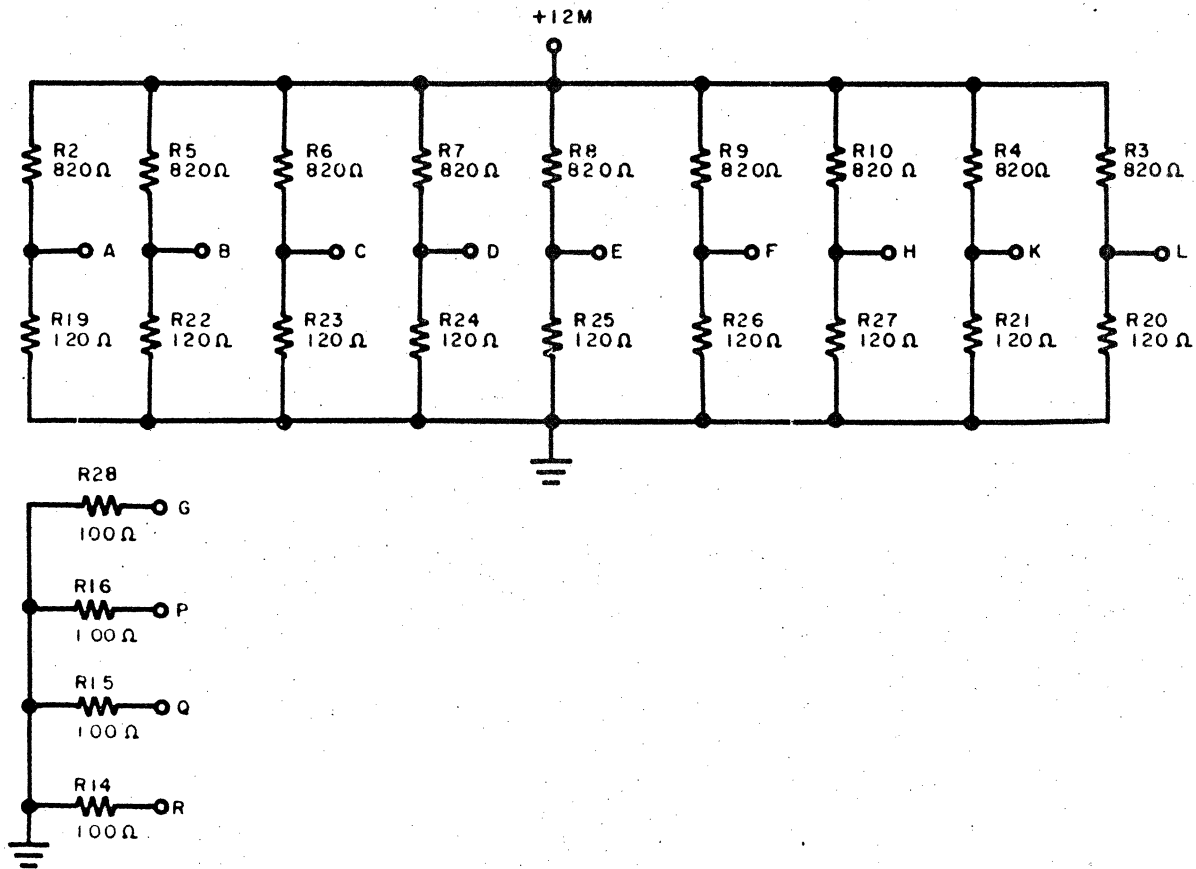 +12M
R2 R5 R6 R7 R8 R9 R10 R4 R3
820Ω 820Ω 820Ω 820Ω 820Ω 820Ω 820Ω 820Ω 820Ω
A B C D E F H K L
R19 R22 R23 R24 R25 R26 R27 R21 R20
120Ω 120Ω 120Ω 120Ω 120Ω 120Ω 120Ω 120Ω 120Ω
R28
G
100Ω
R16
P
100Ω
R15
Q
100Ω
R14
R
100Ω